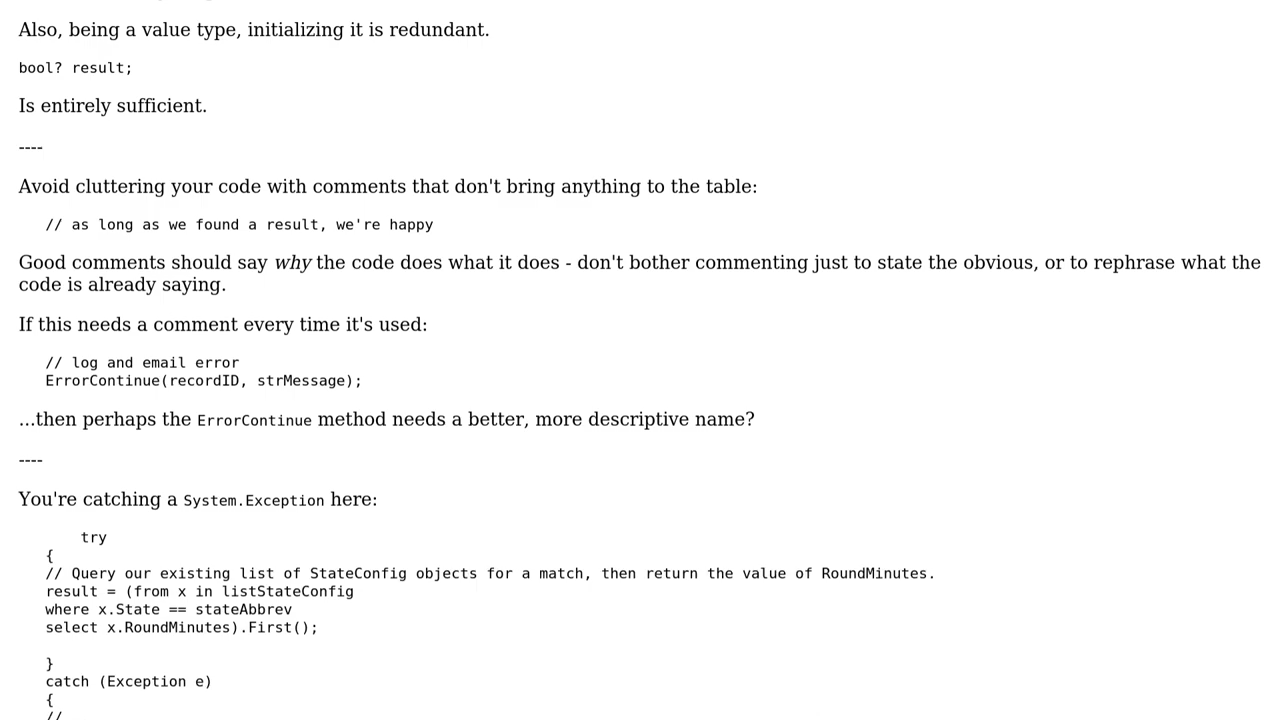 Also, being a value type, initializing it is redundant.
bool? result;
Is entirely sufficient.
----
Avoid cluttering your code with comments that don't bring anything to the table:
// as long as we found a result, we're happy
Good comments should say why the code does what it does - don't bother commenting just to state the obvious, or to rephrase what the
code is already saying.
If this needs a comment every time it's used:
// log and email error
ErrorContinue(recordID, strMessage);
...then perhaps the ErrorContinue method needs a better, more descriptive name?
----
You're catching a System.Exception here:
try
{
// Query our existing list of StateConfig objects for a match, then return the value of RoundMinutes.
result = (from x in listStateConfig
where x.State == stateAbbrev
select x.RoundMinutes).First();
}
catch (Exception e)
{
//